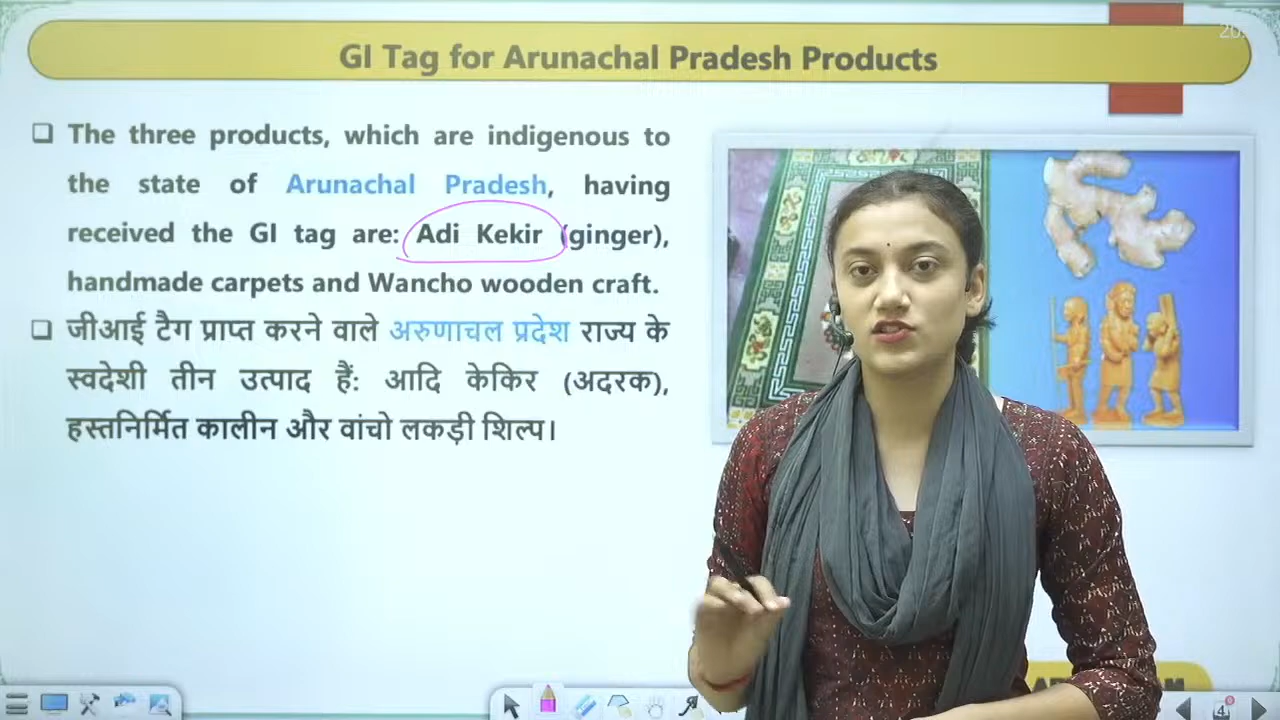 GI Tag for Arunachal Pradesh Products
❑ The three products, which are indigenous to
the state of Arunachal Pradesh, having
received the GI tag are: Adi Kekir (ginger),
handmade carpets and Wancho wooden craft.
❑ जीआई टैग प्राप्त करने वाले अरुणाचल प्रदेश राज्य के
स्वदेशी तीन उत्पाद हैं: आदि केकिर (अदरक),
हस्तनिर्मित कालीन और वांचो लकड़ी शिल्प।